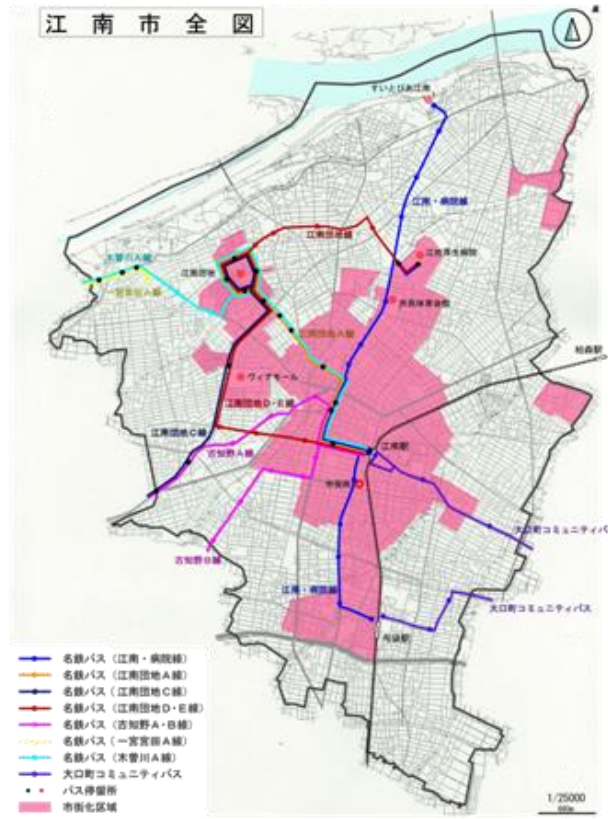 江南市全図
すいとぴあ江南
江南・病院線
江南団地線
江南厚生病院
木曽川A線
江南団地
一宮宮田A線
市民体育会館
江南団地A線
柏森駅
ヴィアモール
江南団地D・E線
江南団地C線
江南駅
古知野A線
市役所
大口町コミュニティバス
古知野B線
江南・病院線
大口町コミュニティバス
布袋駅
名鉄バス（江南・病院線）
名鉄バス（江南団地A線）
名鉄バス（江南団地C線）
名鉄バス（江南団地D・E線）
名鉄バス（古知野A・B線）
名鉄バス（一宮宮田A線）
名鉄バス（木曽川A線）
大口町コミュニティバス
バス停留所
市街化区域
1/25000